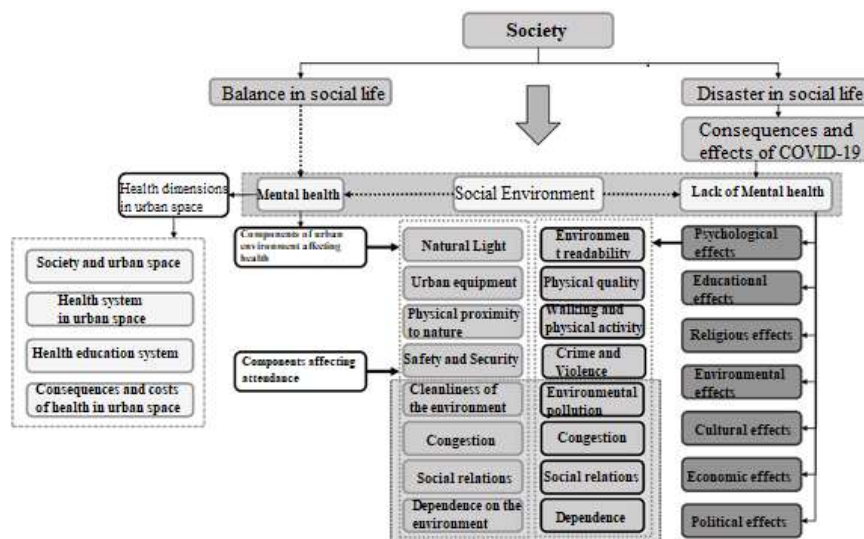 Society
Balance in social life
Disaster in social life
Consequences and
effects of COVID-19
Health dimensions
in urban space
Mental health
Social Environment
Lack of Mental health
Components of urban
environment affecting
health
Natural Light
Environmen
t readability
Psychological
effects
Society and urban space
Urban equipment
Physical quality
Educational
effects
Health system
in urban space
Physical proximity
to nature
Walking and
physical activity
Religious effects
Health education system
Components affecting
attendance
Safety and Security
Crime and
Violence
Environmental
effects
Consequences and costs
of health in urban space
Cleanliness of
the environment
Environmental
pollution
Cultural effects
Congestion
Congestion
Social relations
Social relations
Economic effects
Dependence on the
environment
Dependence
Political effects